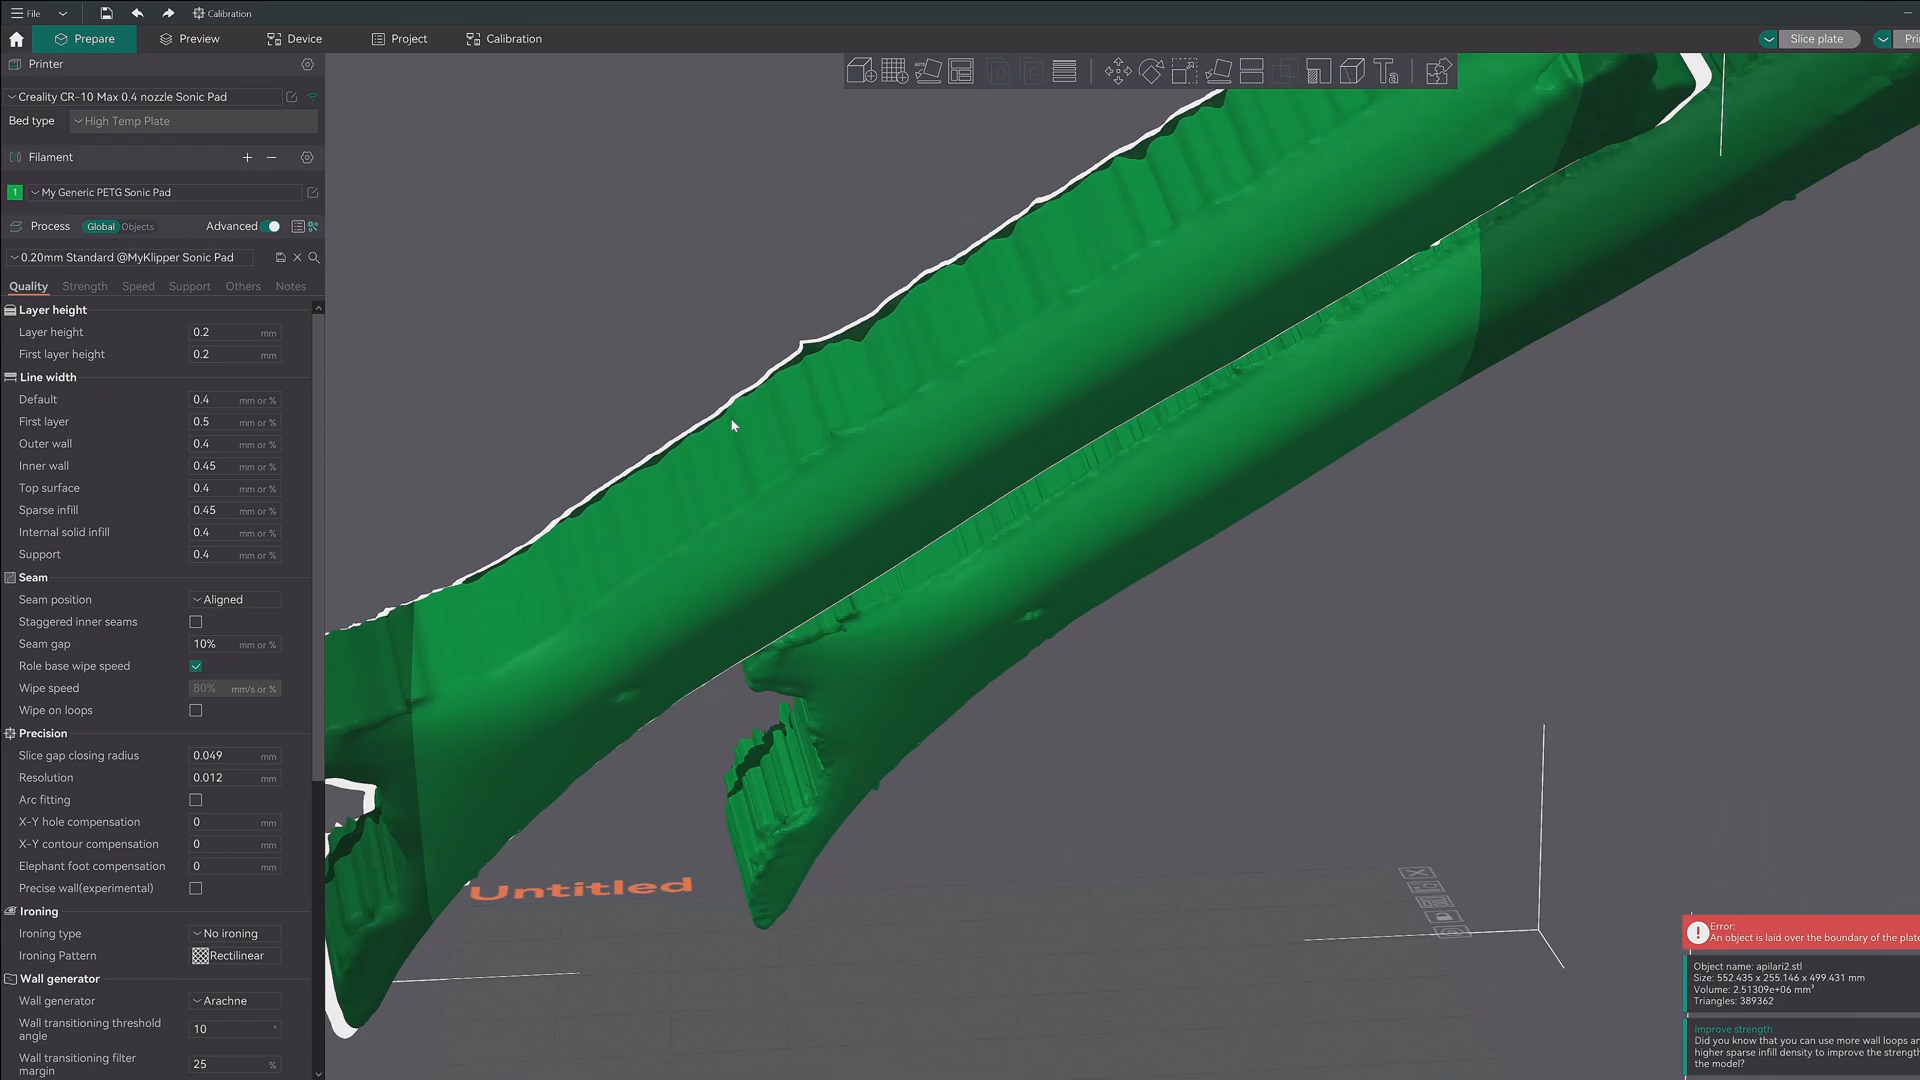 File
Calibration
Prepare
Preview
Device
Project
Calibration
Slice plate
Printer
Creality CR-10 Max 0.4 nozzle Sonic Pad
Bed type
High Temp Plate
Filament
1
My Generic PETG Sonic Pad
Process
Global Objects
Advanced
0.20mm Standard @MyKlipper Sonic Pad
Quality Strength Speed Support Others Notes
Layer height
Layer height 0.2 mm
First layer height 0.2 mm
Line width
Default 0.4 mm or %
First layer 0.5 mm or %
Outer wall 0.4 mm or %
Inner wall 0.45 mm or %
Top surface 0.4 mm or %
Sparse infill 0.45 mm or %
Internal solid infill 0.4 mm or %
Support 0.4 mm or %
Seam
Seam position Aligned
Staggered inner seams
Seam gap 10% mm or %
Role base wipe speed
Wipe speed 80% mm/s or %
Wipe on loops
Precision
Slice gap closing radius 0.049 mm
Resolution 0.012 mm
Arc fitting
X-Y hole compensation 0 mm
X-Y contour compensation 0 mm
Elephant foot compensation 0 mm
Precise wall(experimental)
Ironing
Ironing type No ironing
Ironing Pattern Rectilinear
Wall generator
Wall generator Arachne
Wall transitioning threshold
angle 10 °
Wall transitioning filter
margin 25 %
Untitled
Error:
An object is laid over the boundary of the plate
Object name: apilari2.stl
Size: 552.435 x 255.146 x 499.431 mm
Volume: 2.51309e+06 mm³
Triangles: 389362
Improve strength
Did you know that you can use more wall loops an
higher sparse infill density to improve the strength
the model?